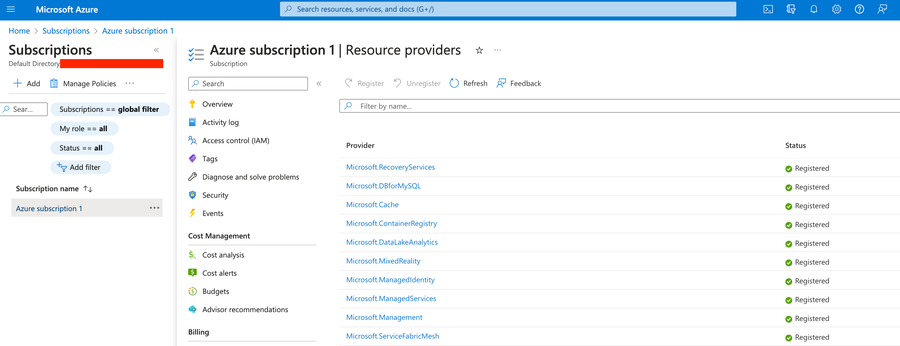 Microsoft Azure
Search resources, services, and docs (G+/)
Home > Subscriptions > Azure subscription 1
Subscriptions «
Default Directory
+ Add Manage Policies ···
Sear...
Subscriptions == global filter
My role == all
Status == all
Add filter
Subscription name ↑↓
Azure subscription 1 ···
Azure subscription 1 | Resource providers ☆ ···
Subscription
Search «
Overview
Activity log
Access control (IAM)
Tags
Diagnose and solve problems
Security
Events
Cost Management
Cost analysis
Cost alerts
Budgets
Advisor recommendations
Billing
Register Unregister Refresh Feedback
Filter by name...
Provider Status
Microsoft.RecoveryServices Registered
Microsoft.DBforMySQL Registered
Microsoft.Cache Registered
Microsoft.ContainerRegistry Registered
Microsoft.DataLakeAnalytics Registered
Microsoft.MixedReality Registered
Microsoft.ManagedIdentity Registered
Microsoft.ManagedServices Registered
Microsoft.Management Registered
Microsoft.ServiceFabricMesh Registered